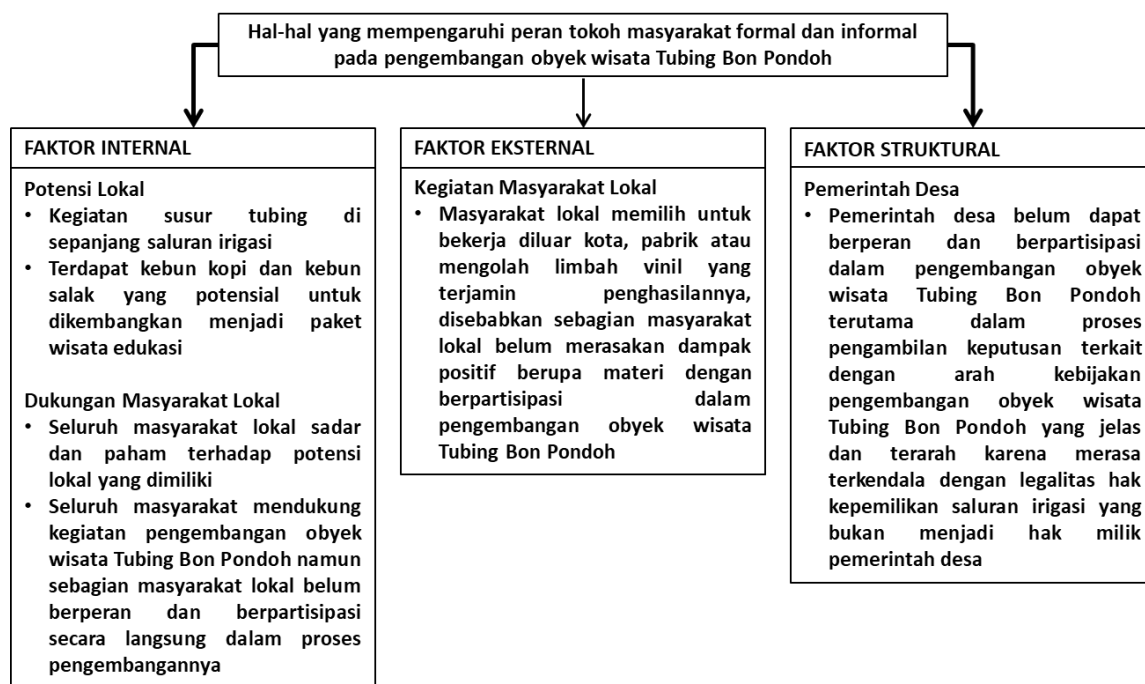 Hal-hal yang mempengaruhi peran tokoh masyarakat formal dan informal
pada pengembangan obyek wisata Tubing Bon Pondoh
FAKTOR INTERNAL
Potensi Lokal
• Kegiatan susur tubing di
sepanjang saluran irigasi
• Terdapat kebun kopi dan kebun
salak yang potensial untuk
dikembangkan menjadi paket
wisata edukasi
Dukungan Masyarakat Lokal
• Seluruh masyarakat lokal sadar
dan paham terhadap potensi
lokal yang dimiliki
• Seluruh masyarakat mendukung
kegiatan pengembangan obyek
wisata Tubing Bon Pondoh namun
sebagian masyarakat lokal belum
berperan dan berpartisipasi
secara langsung dalam proses
pengembangannya
FAKTOR EKSTERNAL
Kegiatan Masyarakat Lokal
• Masyarakat lokal memilih untuk
bekerja diluar kota, pabrik atau
mengolah limbah vinil yang
terjamin penghasilannya,
disebabkan sebagian masyarakat
lokal belum merasakan dampak
positif berupa materi dengan
berpartisipasi dalam
pengembangan obyek wisata
Tubing Bon Pondoh
FAKTOR STRUKTURAL
Pemerintah Desa
• Pemerintah desa belum dapat
berperan dan berpartisipasi
dalam pengembangan obyek
wisata Tubing Bon Pondoh
terutama dalam proses
pengambilan keputusan terkait
dengan arah kebijakan
pengembangan obyek wisata
Tubing Bon Pondoh yang jelas
dan terarah karena merasa
terkendala dengan legalitas hak
kepemilikan saluran irigasi yang
bukan menjadi hak milik
pemerintah desa